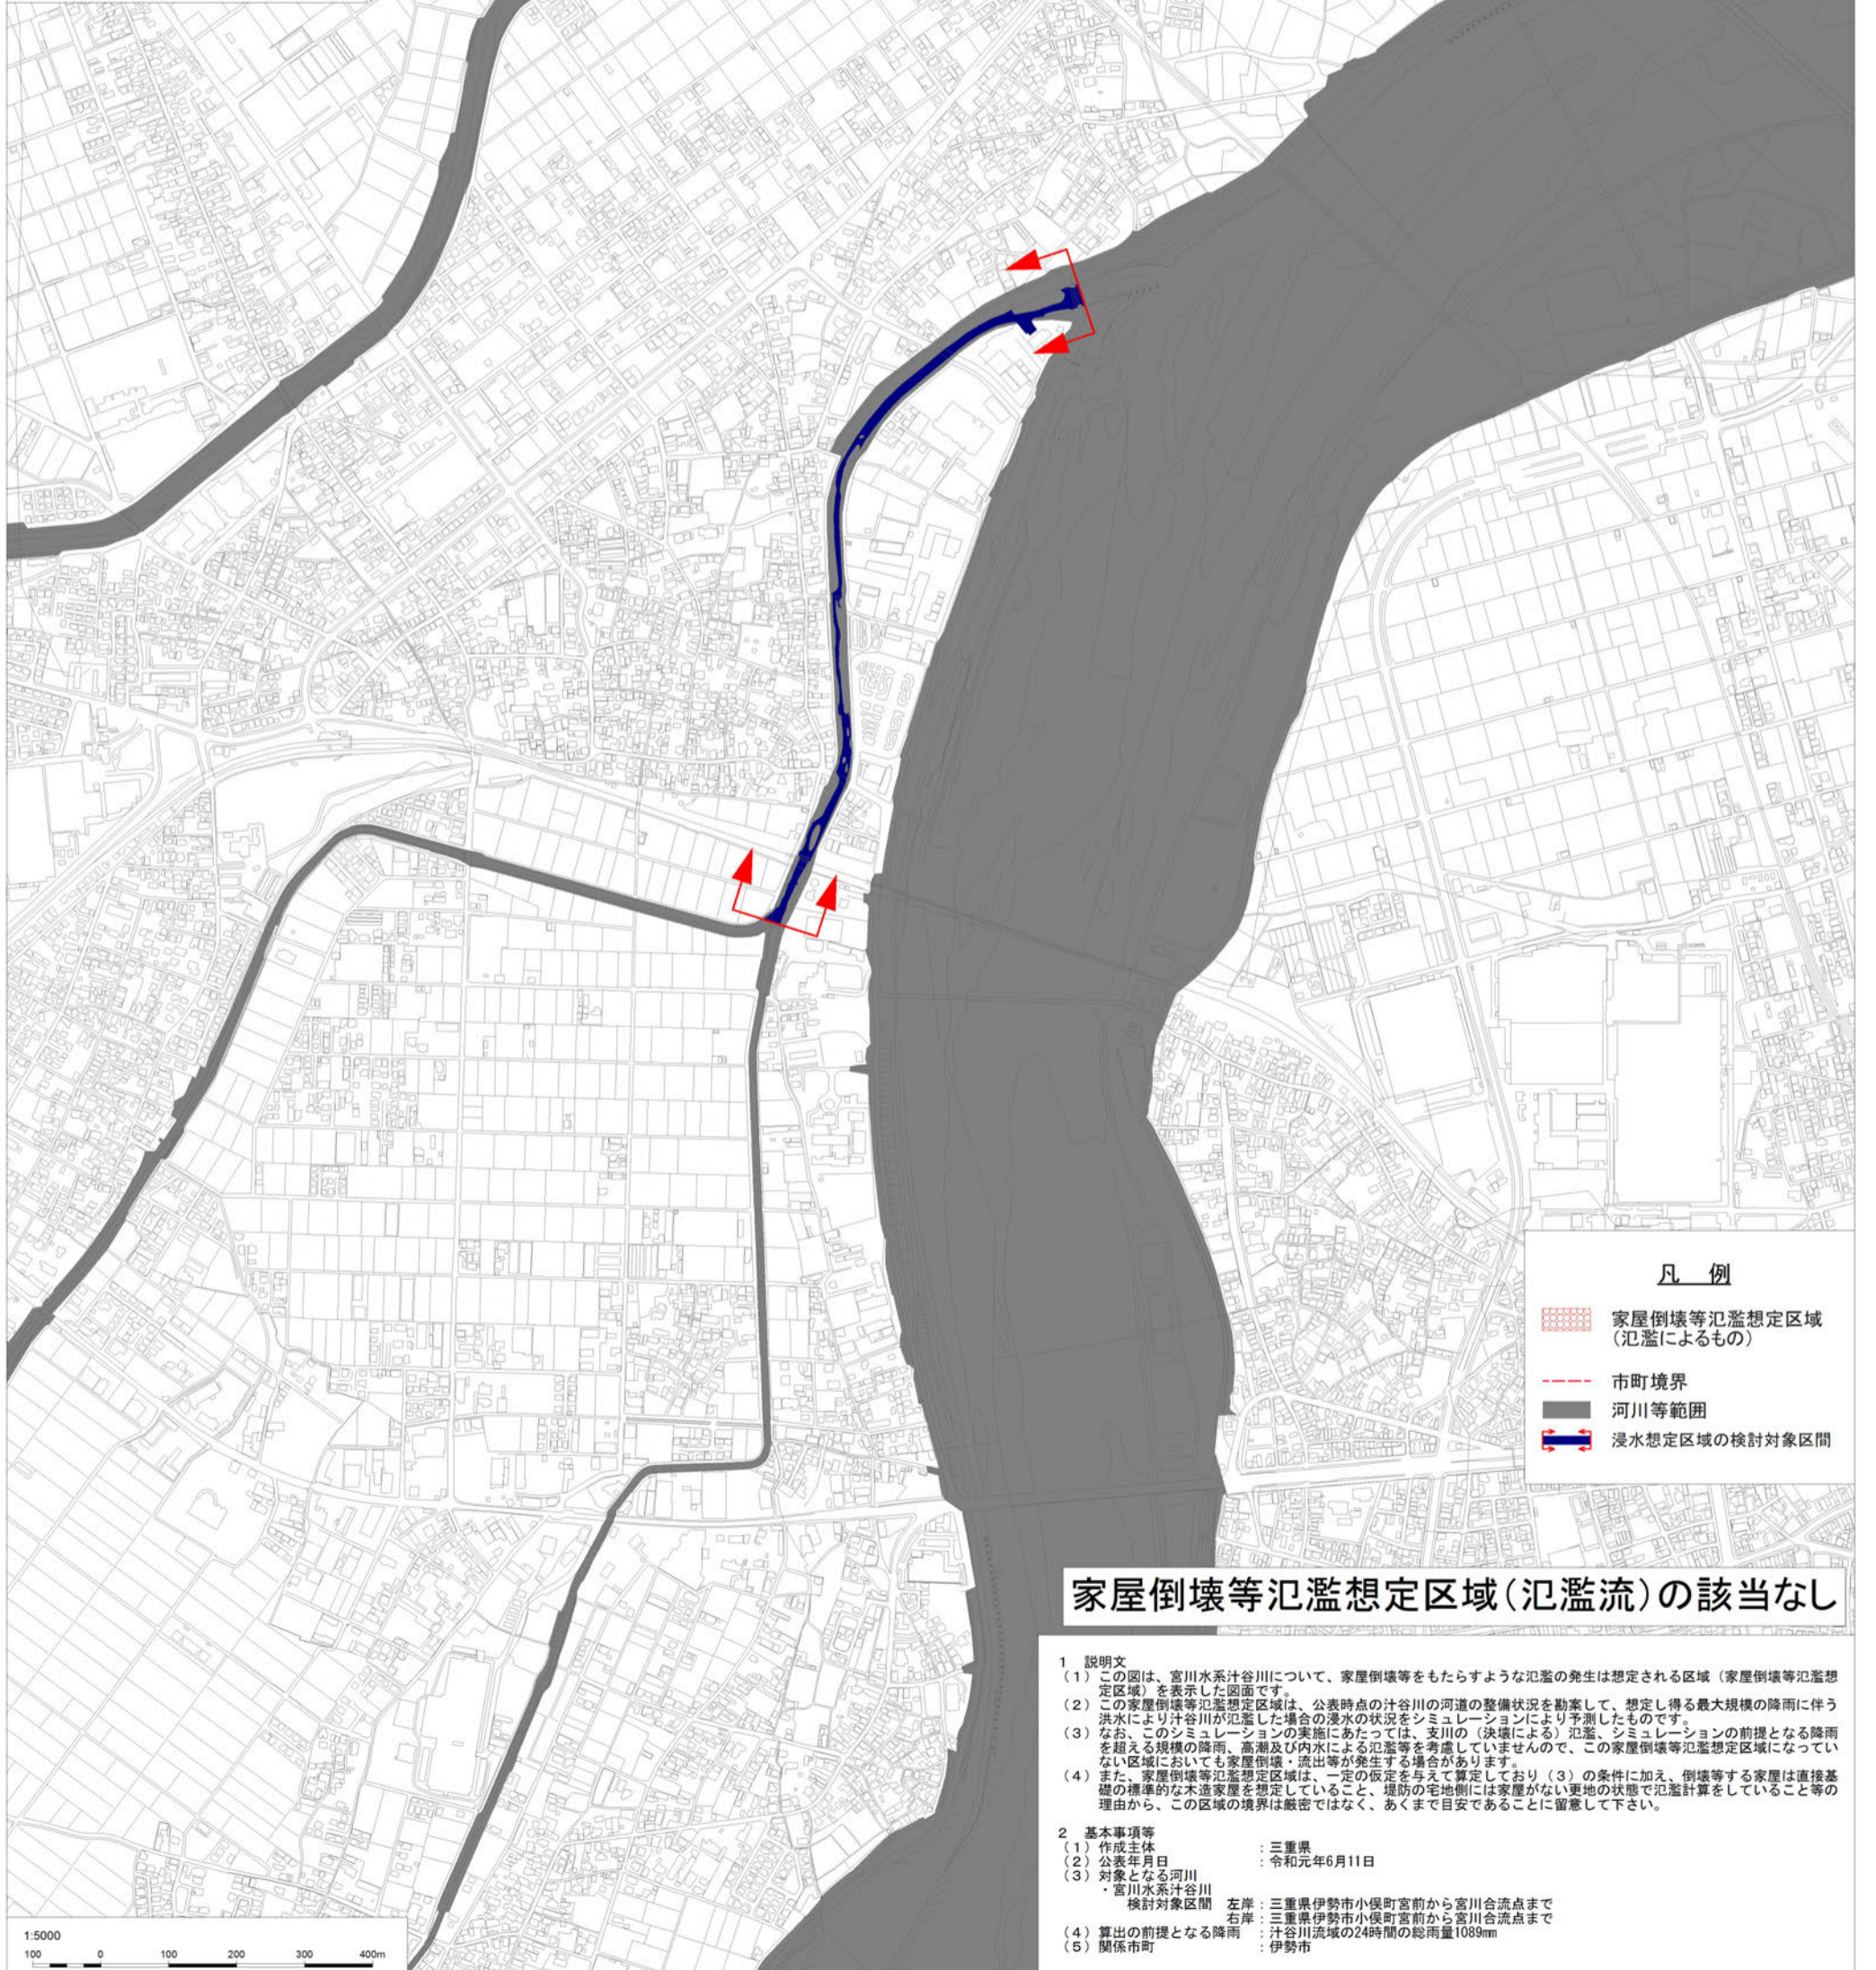 凡 例
家屋倒壊等氾濫想定区域
(氾濫によるもの)
市町境界
河川等範囲
浸水想定区域の検討対象区間
家屋倒壊等氾濫想定区域(氾濫流)の該当なし
1 説明文
(1) この図は、宮川水系汁谷川について、家屋倒壊等をもたらすような氾濫の発生は想定される区域(家屋倒壊等氾濫想
定区域)を表示した図面です。
(2) この家屋倒壊等氾濫想定区域は、公表時点の汁谷川の河道の整備状況を勘案して、想定し得る最大規模の降雨に伴う
洪水により汁谷川が氾濫した場合の浸水の状況をシミュレーションにより予測したものです。
(3) なお、このシミュレーションの実施にあたっては、支川の(決壊による)氾濫、シミュレーションの前提となる降雨
を超える規模の降雨、高潮及び内水による氾濫等を考慮していませんので、この家屋倒壊等氾濫想定区域になってい
ない区域においても家屋倒壊・流出等が発生する場合があります。
(4) また、家屋倒壊等氾濫想定区域は、一定の仮定を与えて算定しており(3)の条件に加え、倒壊等する家屋は直接基
礎の標準的な木造家屋を想定していること、堤防の宅地側には家屋がない更地の状態で氾濫計算をしていること等の
理由から、この区域の境界は厳密ではなく、あくまで目安であることに留意して下さい。
2 基本事項等
(1) 作成主体 : 三重県
(2) 公表年月日 : 令和元年6月11日
(3) 対象となる河川
・宮川水系汁谷川
検討対象区間 左岸 : 三重県伊勢市小俣町宮前から宮川合流点まで
右岸 : 三重県伊勢市小俣町宮前から宮川合流点まで
(4) 算出の前提となる降雨 : 汁谷川流域の24時間の総雨量1089mm
(5) 関係市町 : 伊勢市
1:5000
100 0 100 200 300 400m